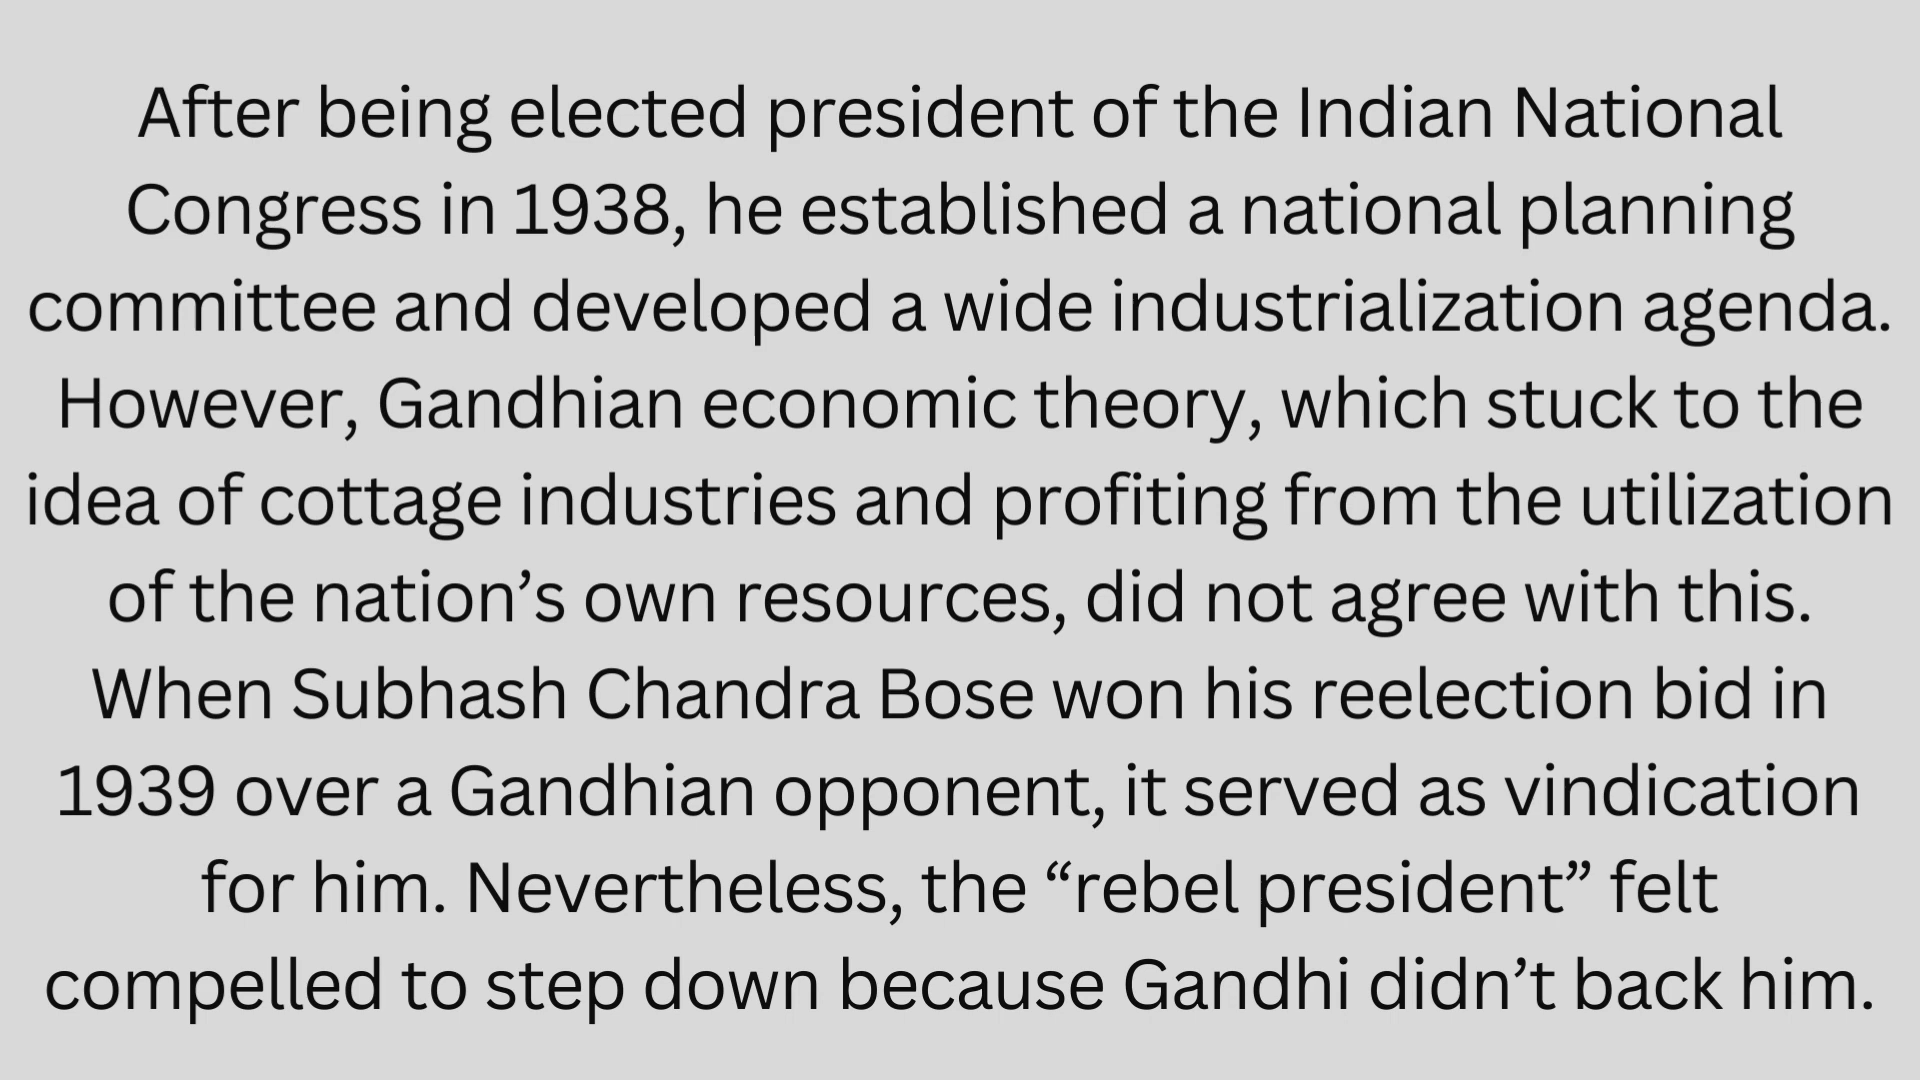 After being elected president of the Indian National
Congress in 1938, he established a national planning
committee and developed a wide industrialization agenda.
However, Gandhian economic theory, which stuck to the
idea of cottage industries and profiting from the utilization
of the nation’s own resources, did not agree with this.
When Subhash Chandra Bose won his reelection bid in
1939 over a Gandhian opponent, it served as vindication
for him. Nevertheless, the “rebel president” felt
compelled to step down because Gandhi didn’t back him.